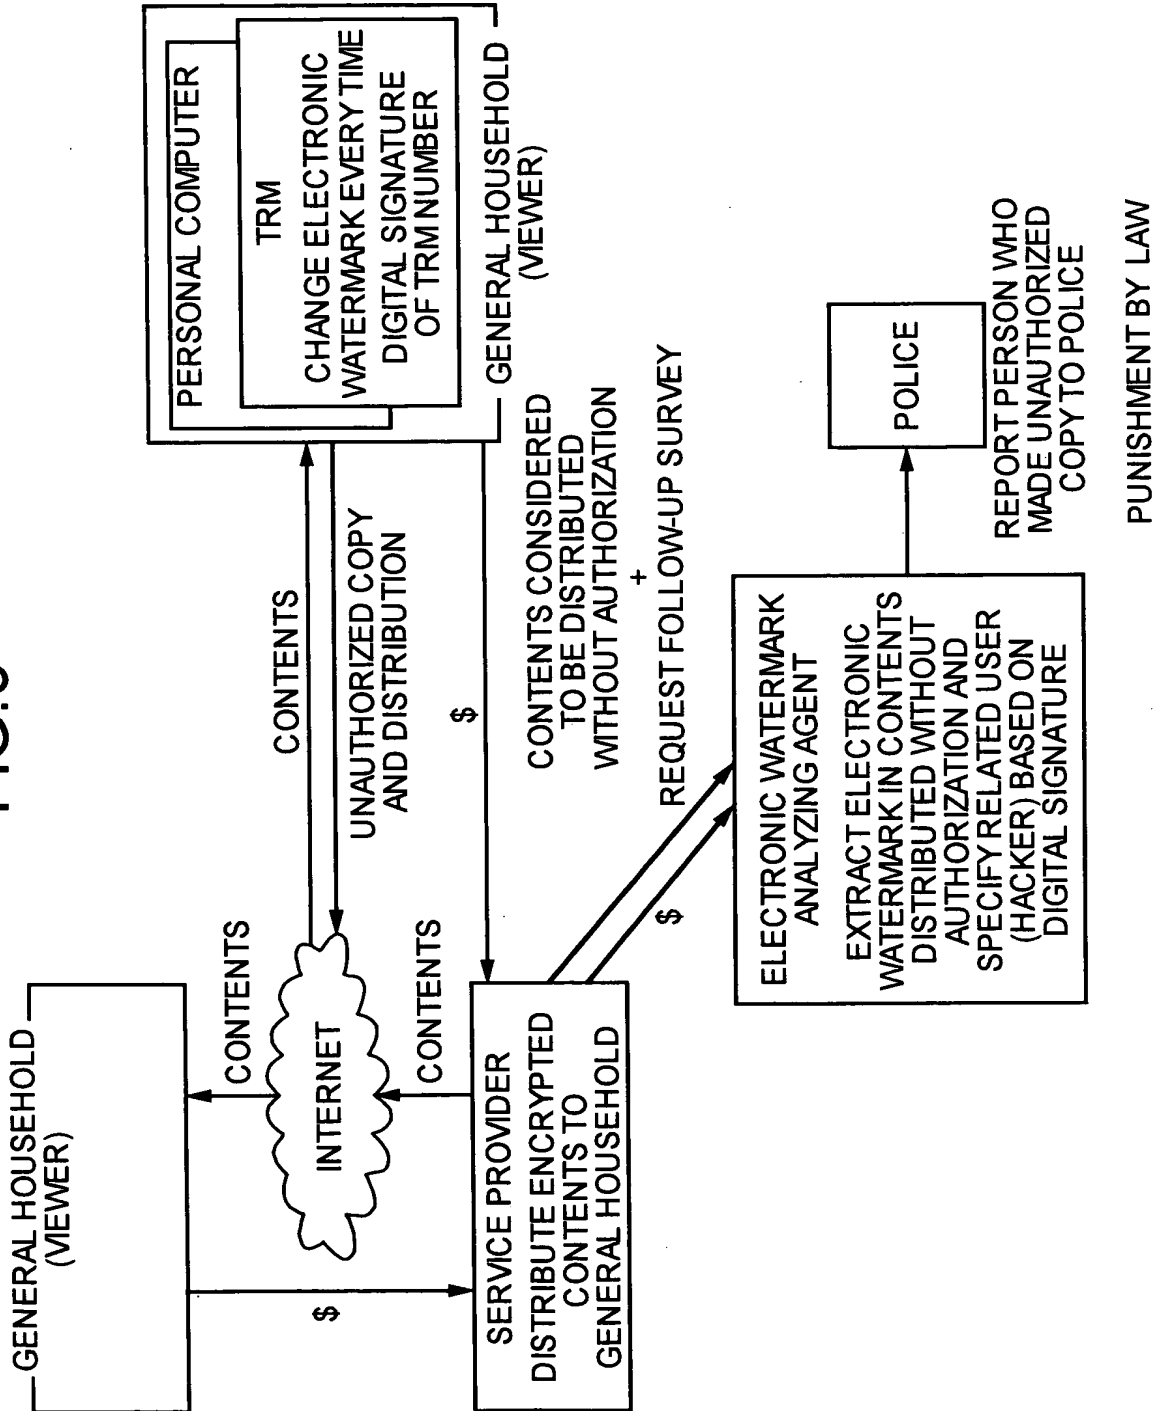 FIG.
GENERAL HOUSEHOLD
(VIEWER)
PERSONAL COMPUTER
TRM
CHANGE ELECTRONIC
WATERMARK EVERY TIME
DIGITAL SIGNATURE
OF TRM NUMBER
GENERAL HOUSEHOLD
(VIEWER)
CONTENTS
INTERNET
CONTENTS
CONTENTS
UNAUTHORIZED COPY
AND DISTRIBUTION
$
$
SERVICE PROVIDER
DISTRIBUTE ENCRYPTED
CONTENTS TO
GENERAL HOUSEHOLD
CONTENTS CONSIDERED
TO BE DISTRIBUTED
WITHOUT AUTHORIZATION
+
REQUEST FOLLOW-UP SURVEY
$
ELECTRONIC WATERMARK
ANALYZING AGENT
EXTRACT ELECTRONIC
WATERMARK IN CONTENTS
DISTRIBUTED WITHOUT
AUTHORIZATION AND
SPECIFY RELATED USER
(HACKER) BASED ON
DIGITAL SIGNATURE
POLICE
REPORT PERSON WHO
MADE UNAUTHORIZED
COPY TO POLICE
PUNISHMENT BY LAW